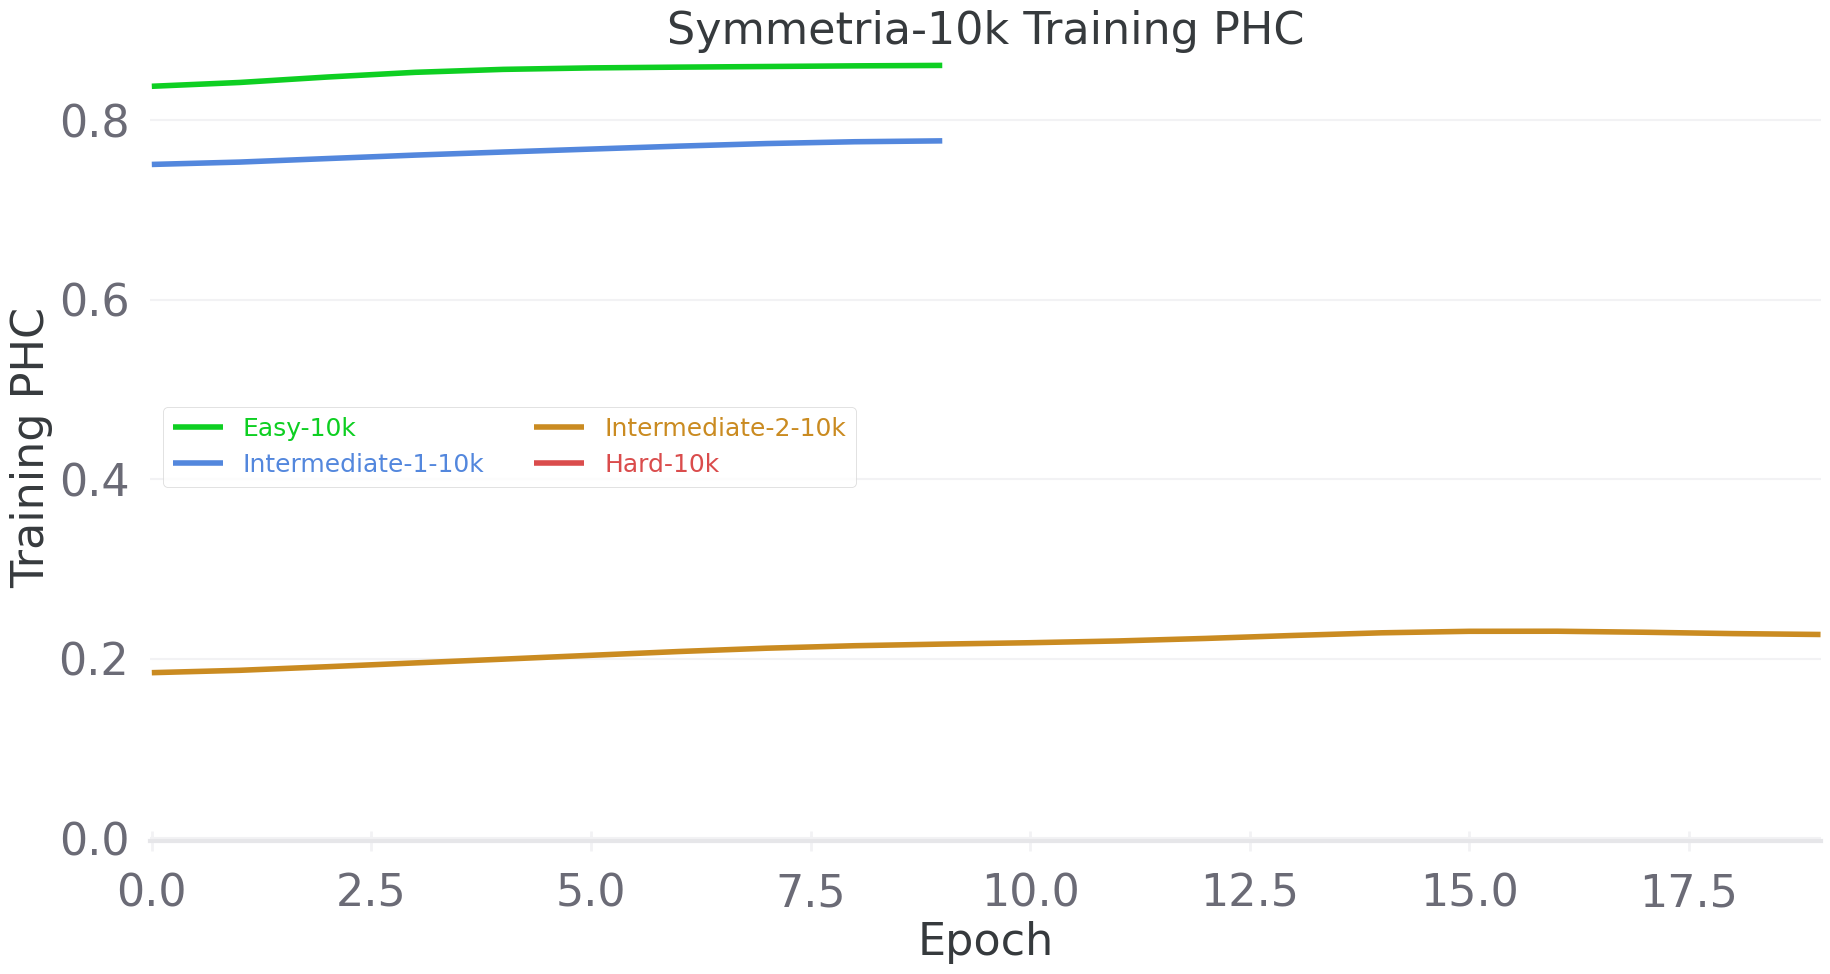 Symmetria-10k Training PHC
Training PHC
0.8
0.6
0.4
0.2
0.0
Easy-10k
Intermediate-1-10k
Intermediate-2-10k
Hard-10k
0.0 2.5 5.0 7.5 10.0 12.5 15.0 17.5
Epoch